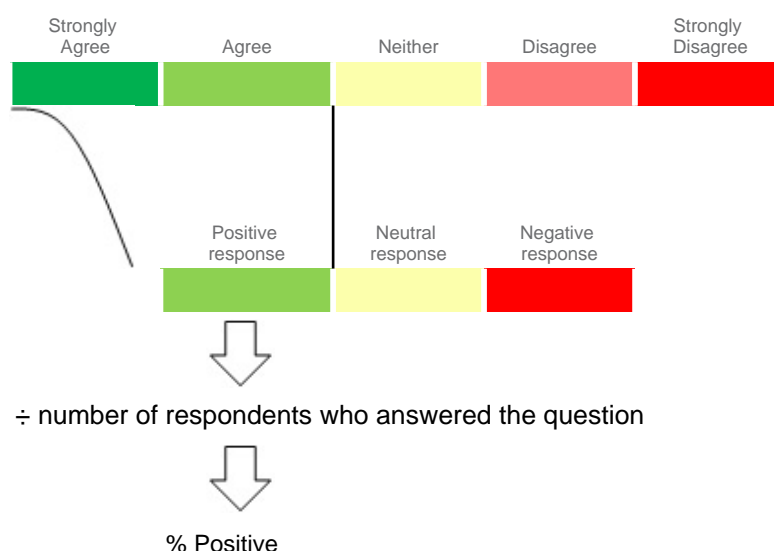 Strongly
Agree
Agree
Neither
Disagree
Strongly
Disagree
Positive
response
Neutral
response
Negative
response
÷ number of respondents who answered the question
% Positive